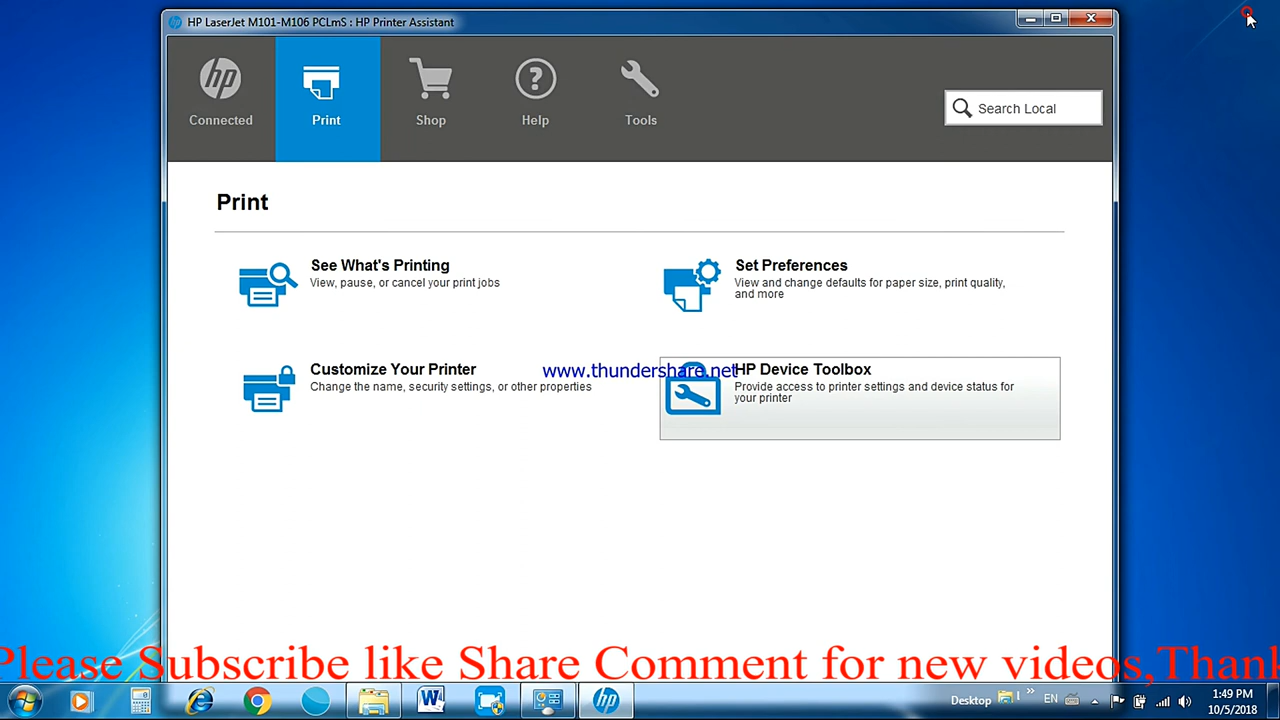 HP LaserJet M101-M106 PCLmS : HP Printer Assistant
hp
Connected
Print
Shop
?
Help
Tools
Search Local
Print
See What's Printing
View, pause, or cancel your print jobs
Set Preferences
View and change defaults for paper size, print quality,
and more
Customize Your Printer
Change the name, security settings, or other properties
www.thundershare.net
HP Device Toolbox
Provide access to printer settings and device status for
your printer
Please Subscribe like Share Comment for new videos,Thank
W
hp
Desktop
»
EN
1:49 PM
10/5/2018